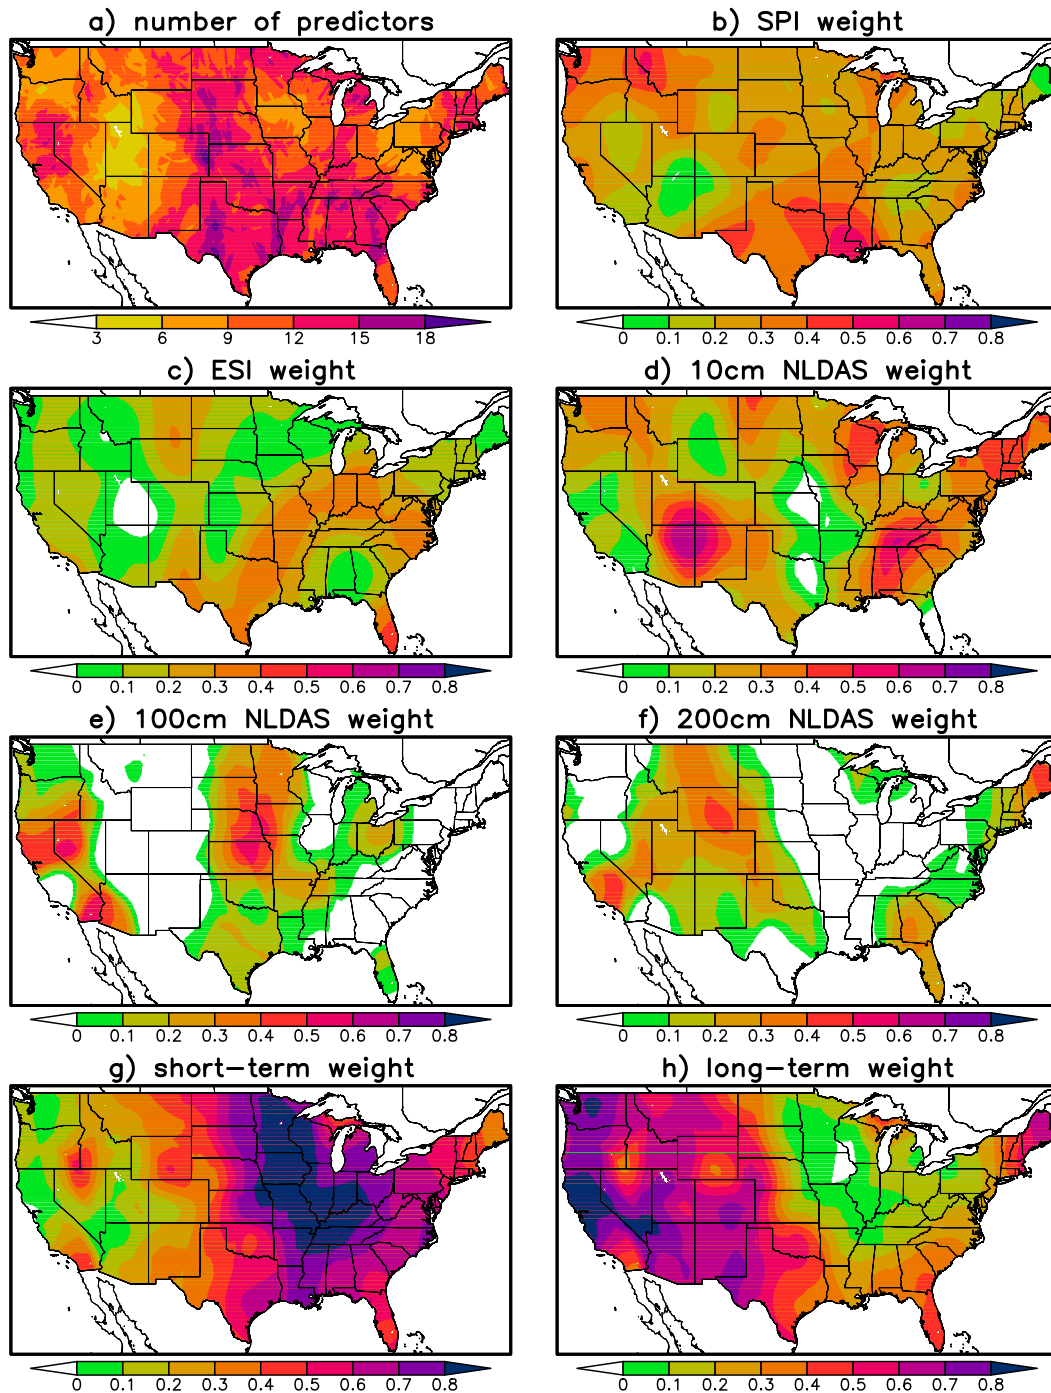 a) number of predictors
b) SPI weight
3 6 9 12 15 18
0 0.1 0.2 0.3 0.4 0.5 0.6 0.7 0.8
c) ESI weight
d) 10cm NLDAS weight
0 0.1 0.2 0.3 0.4 0.5 0.6 0.7 0.8
0 0.1 0.2 0.3 0.4 0.5 0.6 0.7 0.8
e) 100cm NLDAS weight
f) 200cm NLDAS weight
0 0.1 0.2 0.3 0.4 0.5 0.6 0.7 0.8
0 0.1 0.2 0.3 0.4 0.5 0.6 0.7 0.8
g) short-term weight
h) long-term weight
0 0.1 0.2 0.3 0.4 0.5 0.6 0.7 0.8
0 0.1 0.2 0.3 0.4 0.5 0.6 0.7 0.8